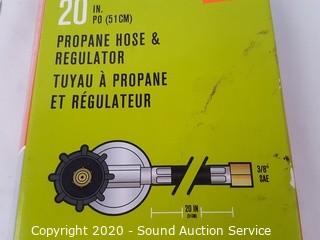 20 IN.
PO (51CM)
PROPANE HOSE &
REGULATOR
TUYAU À PROPANE
ET RÉGULATEUR
3/8"
SAE
20 IN
Copyright 2020 - Sound Auction Service